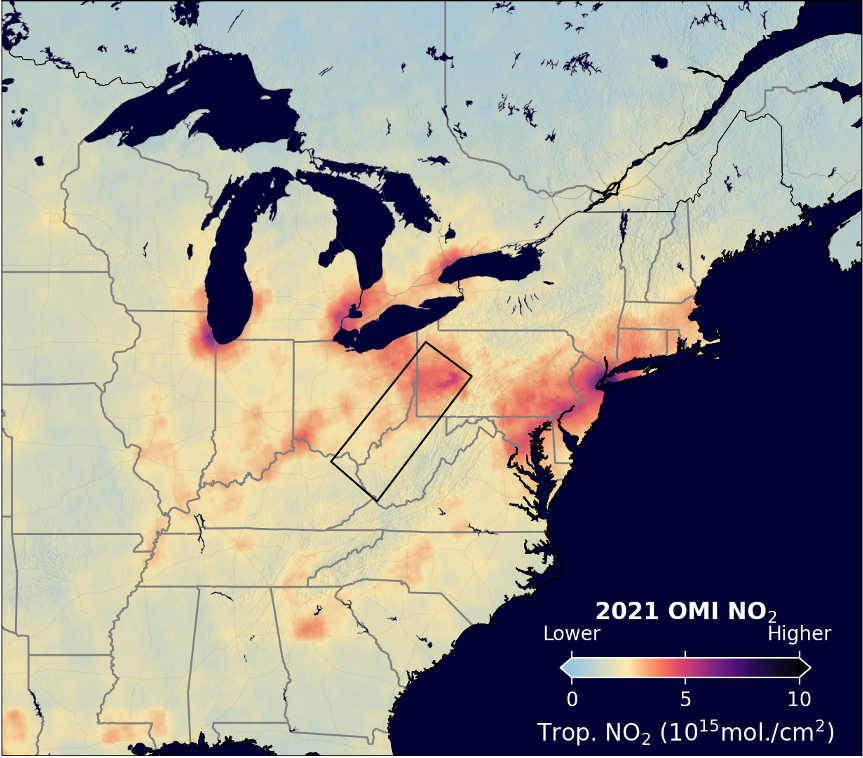 2021 OMI NO₂
Lower Higher
0 5 10
Trop. NO₂ (10¹⁵mol./cm²)